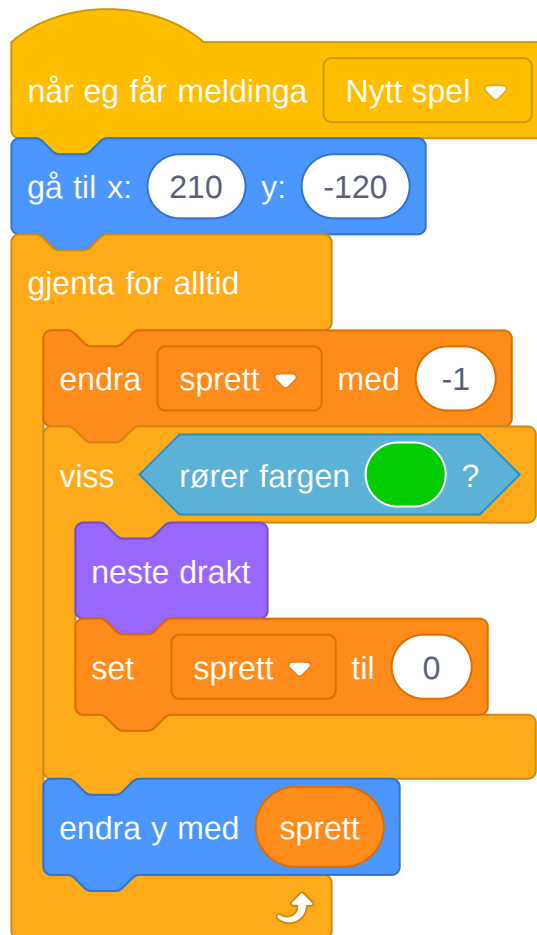 når eg får meldinga Nytt spel
gå til x: 210 y: -120
gjenta for alltid
endra sprett med -1
viss rører fargen ?
neste drakt
set sprett til 0
endra y med sprett